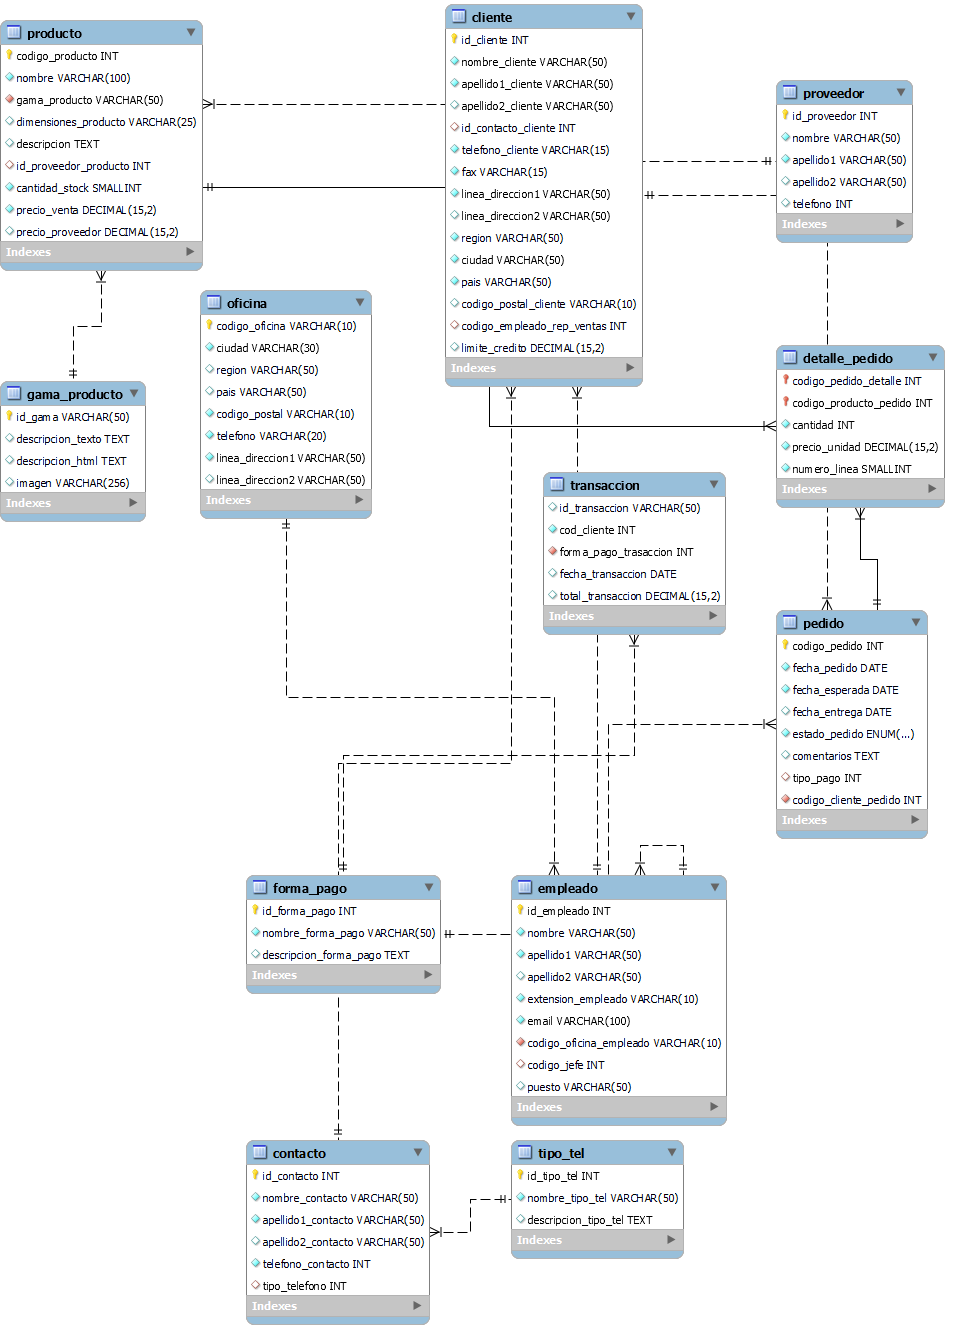 producto
codigo_producto INT
nombre VARCHAR(100)
gama_producto VARCHAR(50)
dimensiones_producto VARCHAR(25)
descripcion TEXT
id_proveedor_producto INT
cantidad_stock SMALLINT
precio_venta DECIMAL(15,2)
precio_proveedor DECIMAL(15,2)
Indexes
cliente
id_cliente INT
nombre_cliente VARCHAR(50)
apellido1_cliente VARCHAR(50)
apellido2_cliente VARCHAR(50)
id_contacto_cliente INT
telefono_cliente VARCHAR(15)
fax VARCHAR(15)
linea_direccion1 VARCHAR(50)
linea_direccion2 VARCHAR(50)
region VARCHAR(50)
ciudad VARCHAR(50)
pais VARCHAR(50)
codigo_postal_cliente VARCHAR(10)
codigo_empleado_rep_ventas INT
limite_credito DECIMAL(15,2)
Indexes
proveedor
id_proveedor INT
nombre VARCHAR(50)
apellido1 VARCHAR(50)
apellido2 VARCHAR(50)
telefono INT
Indexes
oficina
codigo_oficina VARCHAR(10)
ciudad VARCHAR(30)
region VARCHAR(50)
pais VARCHAR(50)
codigo_postal VARCHAR(10)
telefono VARCHAR(20)
linea_direccion1 VARCHAR(50)
linea_direccion2 VARCHAR(50)
Indexes
gama_producto
id_gama VARCHAR(50)
descripcion_texto TEXT
descripcion_html TEXT
imagen VARCHAR(256)
Indexes
detalle_pedido
codigo_pedido_detalle INT
codigo_producto_pedido INT
cantidad INT
precio_unidad DECIMAL(15,2)
numero_linea SMALLINT
Indexes
transaccion
id_transaccion VARCHAR(50)
cod_cliente INT
forma_pago_trasaccion INT
fecha_transaccion DATE
total_transaccion DECIMAL(15,2)
Indexes
pedido
codigo_pedido INT
fecha_pedido DATE
fecha_esperada DATE
fecha_entrega DATE
estado_pedido ENUM(...)
comentarios TEXT
tipo_pago INT
codigo_cliente_pedido INT
Indexes
forma_pago
id_forma_pago INT
nombre_forma_pago VARCHAR(50)
descripcion_forma_pago TEXT
Indexes
empleado
id_empleado INT
nombre VARCHAR(50)
apellido1 VARCHAR(50)
apellido2 VARCHAR(50)
extension_empleado VARCHAR(10)
email VARCHAR(100)
codigo_oficina_empleado VARCHAR(10)
codigo_jefe INT
puesto VARCHAR(50)
Indexes
contacto
id_contacto INT
nombre_contacto VARCHAR(50)
apellido1_contacto VARCHAR(50)
apellido2_contacto VARCHAR(50)
telefono_contacto INT
tipo_telefono INT
Indexes
tipo_tel
id_tipo_tel INT
nombre_tipo_tel VARCHAR(50)
descripcion_tipo_tel TEXT
Indexes